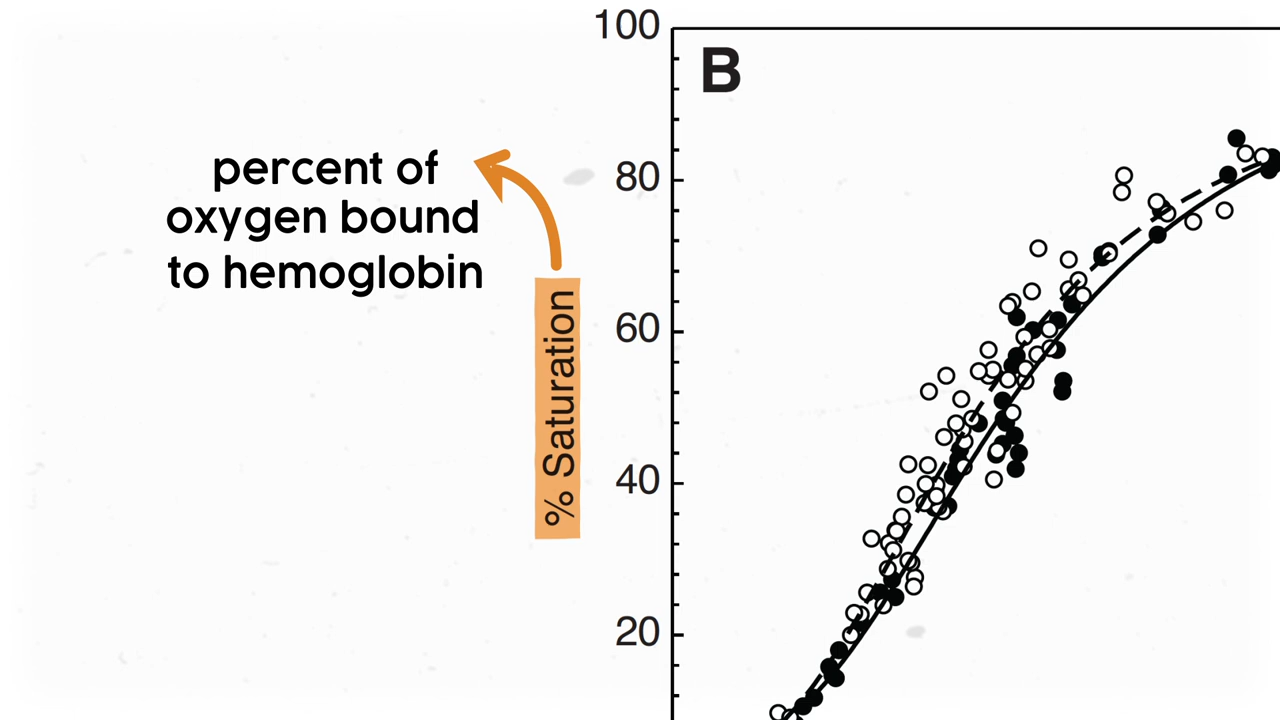 percent of
oxygen bound
to hemoglobin
% Saturation
100
B
80
60
40
20